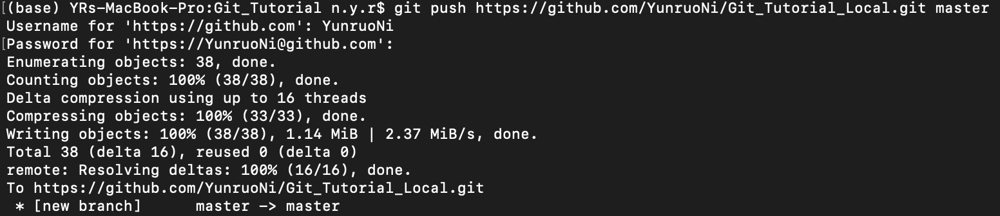 [(base) YRs-MacBook-Pro:Git_Tutorial n.y.r$ git push https://github.com/YunruoNi/Git_Tutorial_Local.git master
Username for 'https://github.com': YunruoNi
[Password for 'https://YunruoNi@github.com':
Enumerating objects: 38, done.
Counting objects: 100% (38/38), done.
Delta compression using up to 16 threads
Compressing objects: 100% (33/33), done.
Writing objects: 100% (38/38), 1.14 MiB | 2.37 MiB/s, done.
Total 38 (delta 16), reused 0 (delta 0)
remote: Resolving deltas: 100% (16/16), done.
To https://github.com/YunruoNi/Git_Tutorial_Local.git
 * [new branch]      master -> master